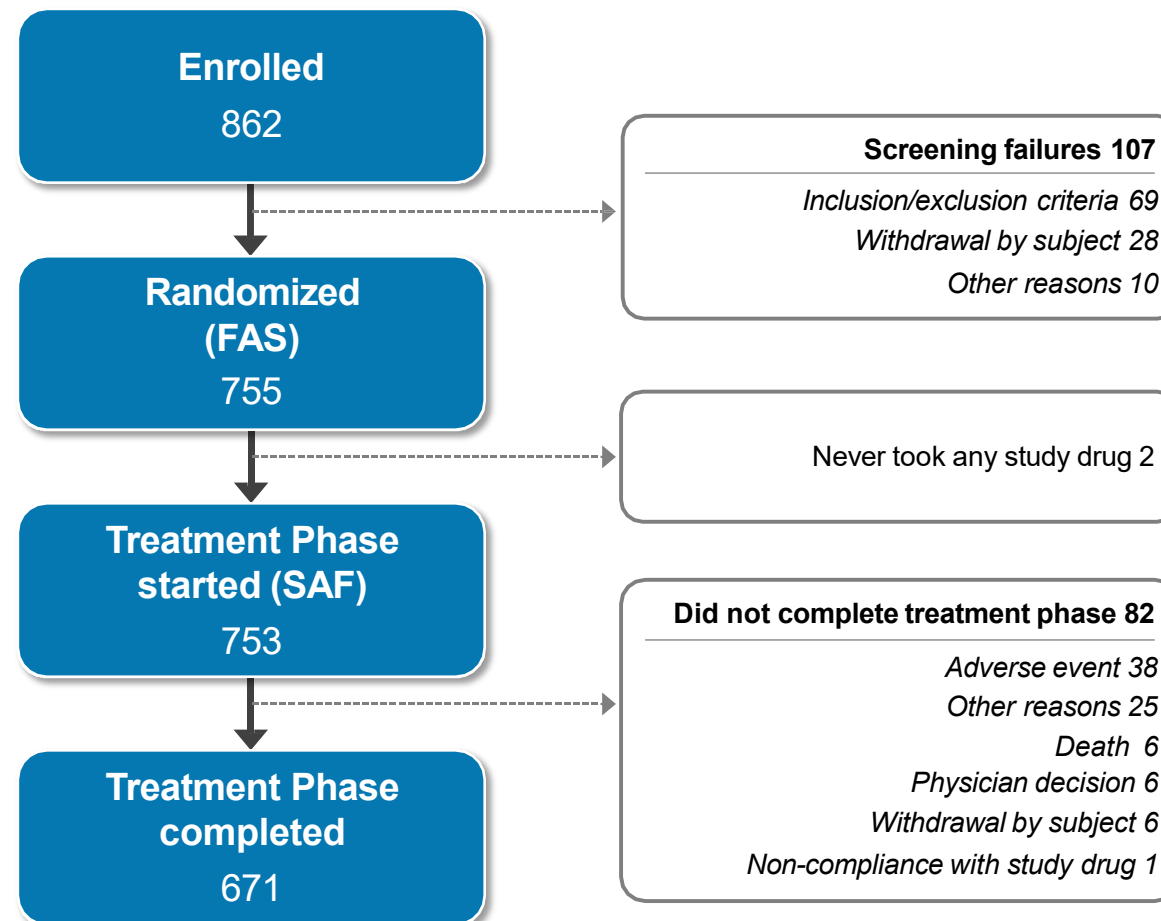 Enrolled
862
Screening failures 107
Inclusion/exclusion criteria 69
Withdrawal by subject 28
Other reasons 10
Randomized
(FAS)
755
Never took any study drug 2
Treatment Phase
started (SAF)
753
Did not complete treatment phase 82
Adverse event 38
Other reasons 25
Death 6
Physician decision 6
Withdrawal by subject 6
Non-compliance with study drug 1
Treatment Phase
completed
671